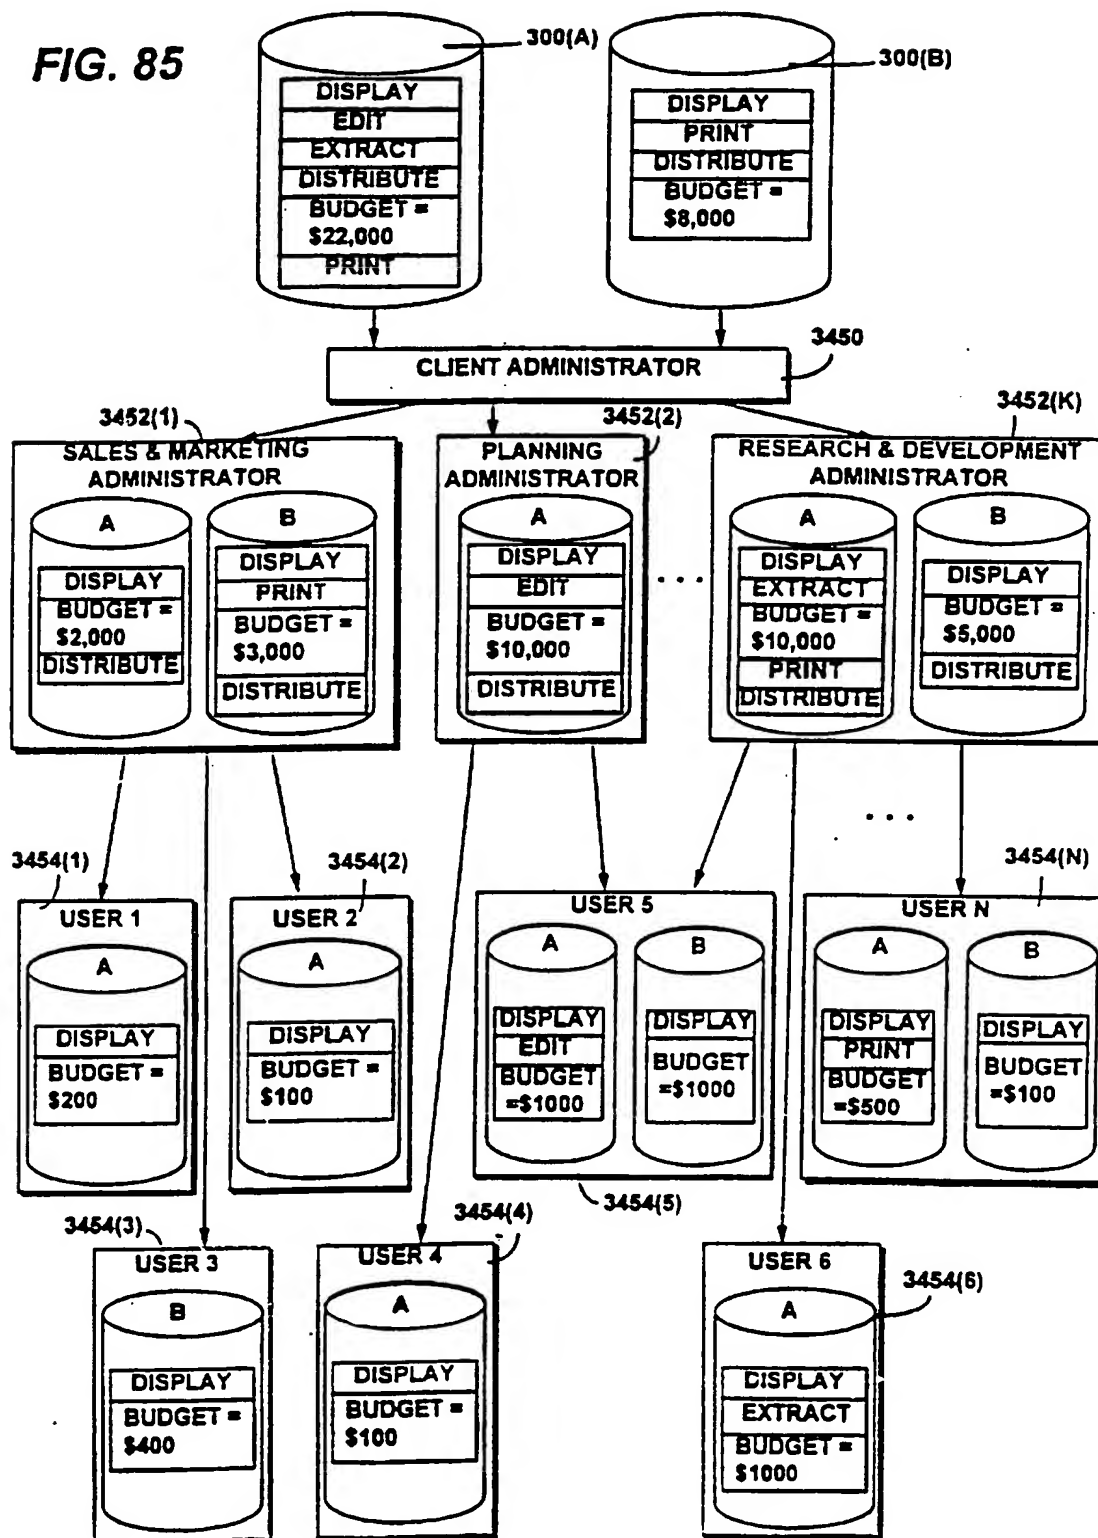 FIG. 85
300(A)
300(B)
DISPLAY
EDIT
EXTRACT
DISTRIBUTE
BUDGET =
$22,000
PRINT
DISPLAY
PRINT
DISTRIBUTE
BUDGET =
$8,000
CLIENT ADMINISTRATOR
3450
3452(1)
SALES & MARKETING
ADMINISTRATOR
A
DISPLAY
BUDGET =
$2,000
DISTRIBUTE
B
DISPLAY
PRINT
BUDGET =
$3,000
DISTRIBUTE
3452(2)
PLANNING
ADMINISTRATOR
A
DISPLAY
EDIT
BUDGET =
$10,000
DISTRIBUTE
. . .
3452(K)
RESEARCH & DEVELOPMENT
ADMINISTRATOR
A
DISPLAY
EXTRACT
BUDGET =
$10,000
PRINT
DISTRIBUTE
B
DISPLAY
BUDGET =
$5,000
DISTRIBUTE
. . .
3454(1)
USER 1
A
DISPLAY
BUDGET =
$200
3454(2)
USER 2
A
DISPLAY
BUDGET =
$100
USER 5
A
DISPLAY
EDIT
BUDGET
=$1000
B
DISPLAY
BUDGET
=$1000
3454(5)
3454(N)
USER N
A
DISPLAY
PRINT
BUDGET
=$500
B
DISPLAY
BUDGET
=$100
3454(3)
USER 3
B
DISPLAY
BUDGET =
$400
3454(4)
USER 4
A
DISPLAY
BUDGET =
$100
USER 6
3454(6)
A
DISPLAY
EXTRACT
BUDGET =
$1000